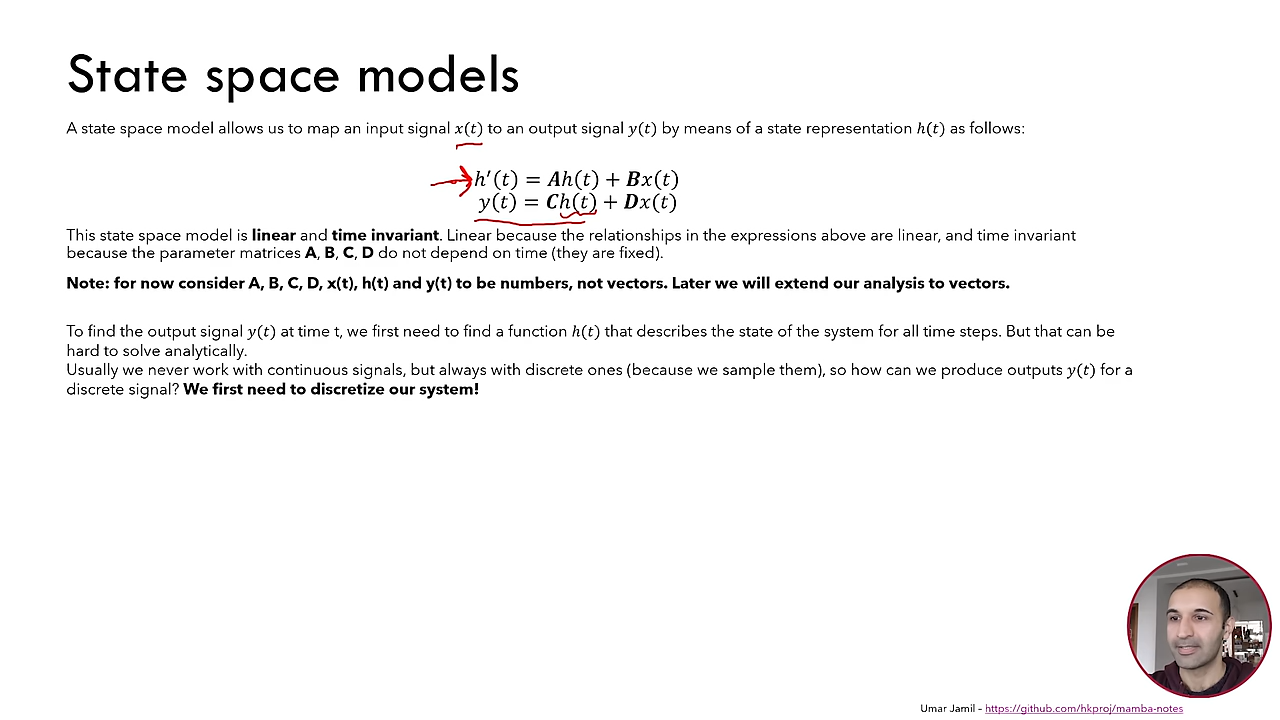 State space models
A state space model allows us to map an input signal x(t) to an output signal y(t) by means of a state representation h(t) as follows:
h′(t) = Ah(t) + Bx(t)
y(t) = Ch(t) + Dx(t)
This state space model is linear and time invariant. Linear because the relationships in the expressions above are linear, and time invariant
because the parameter matrices A, B, C, D do not depend on time (they are fixed).
Note: for now consider A, B, C, D, x(t), h(t) and y(t) to be numbers, not vectors. Later we will extend our analysis to vectors.
To find the output signal y(t) at time t, we first need to find a function h(t) that describes the state of the system for all time steps. But that can be
hard to solve analytically.
Usually we never work with continuous signals, but always with discrete ones (because we sample them), so how can we produce outputs y(t) for a
discrete signal? We first need to discretize our system!
Umar Jamil – https://github.com/hkproj/mamba-notes